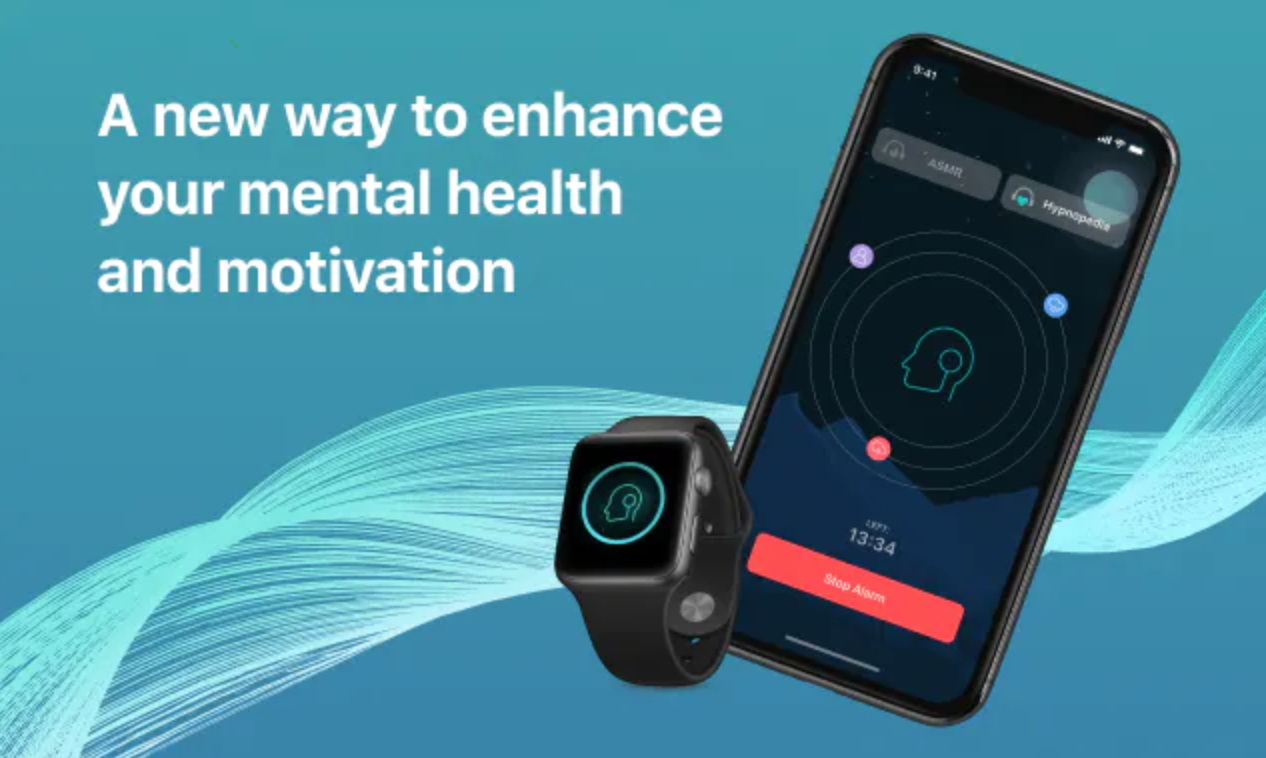 A new way to enhance
your mental health
and motivation
9:41
ASMR
Hypnopedia
LEFT:
13:34
Stop Alarm